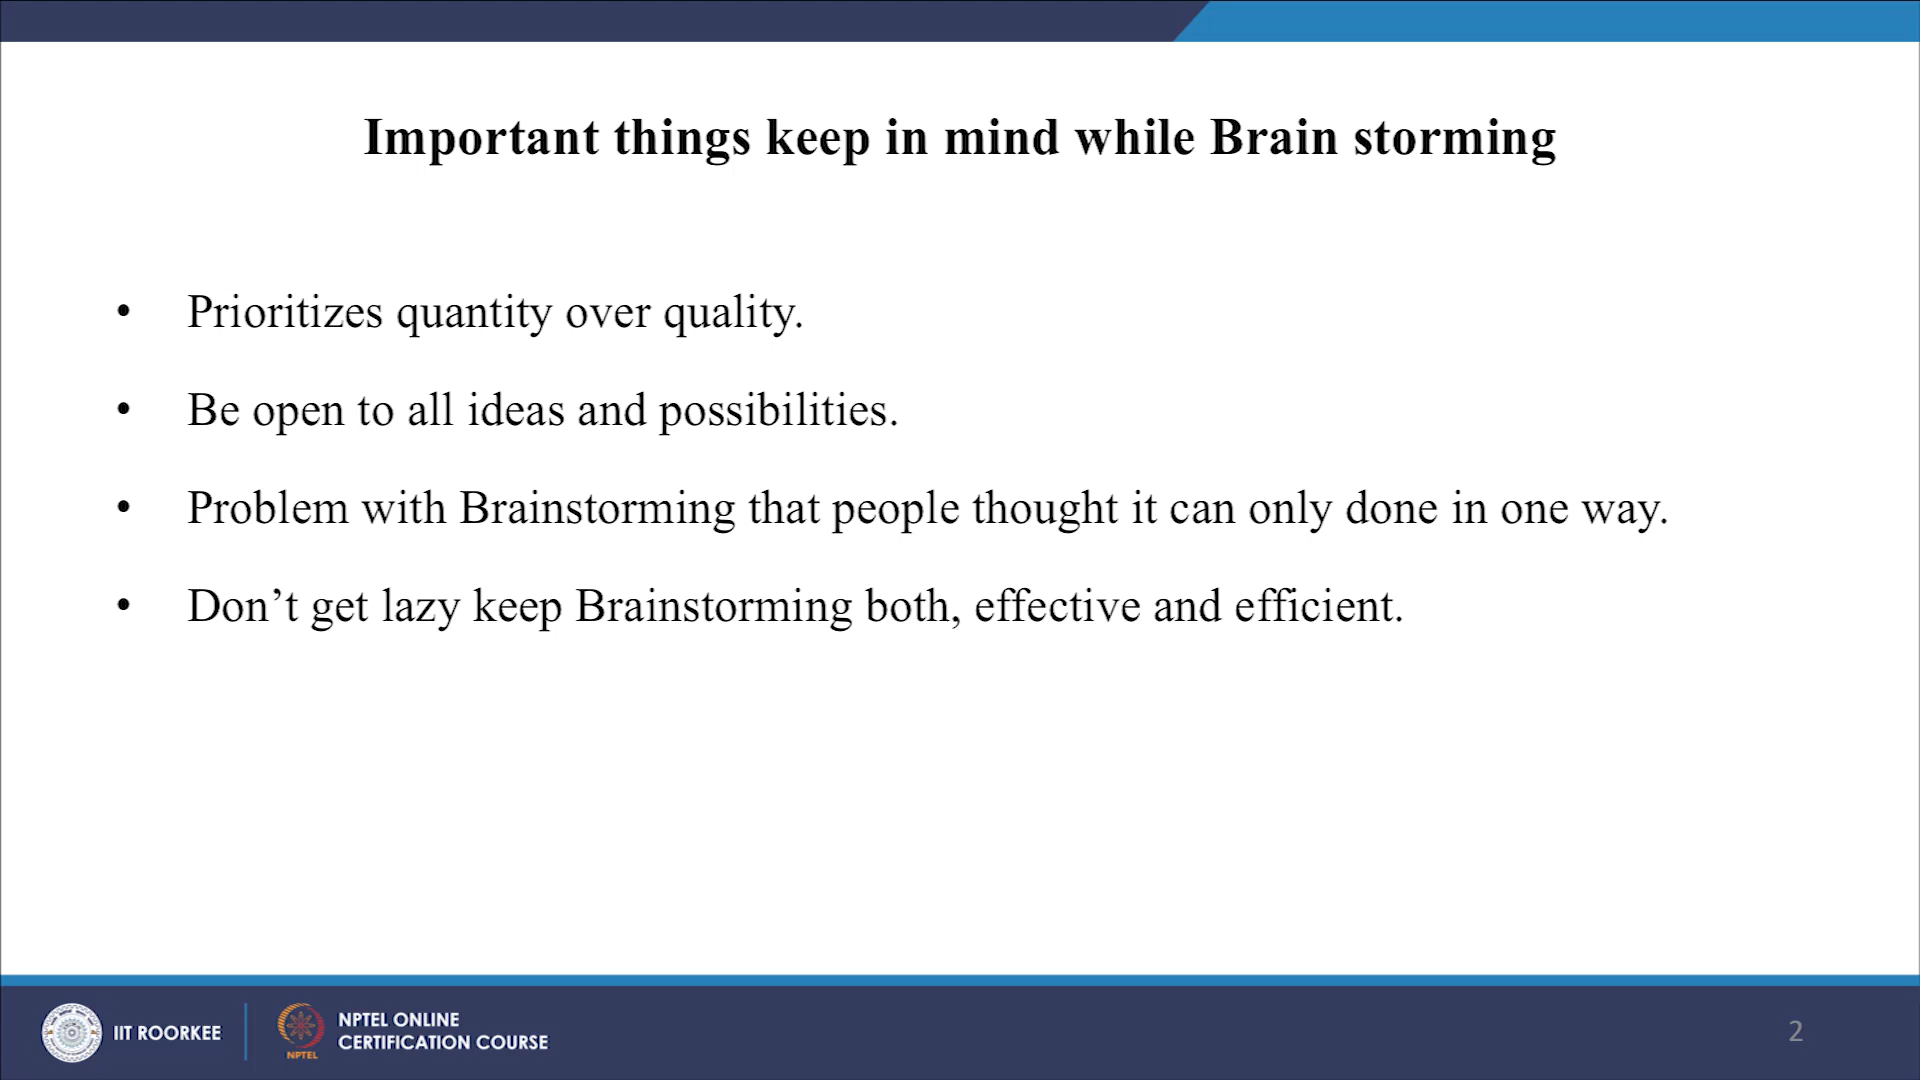 Important things keep in mind while Brain storming
• Prioritizes quantity over quality.
• Be open to all ideas and possibilities.
• Problem with Brainstorming that people thought it can only done in one way.
• Don’t get lazy keep Brainstorming both, effective and efficient.
IIT ROORKEE
NPTEL
NPTEL ONLINE
CERTIFICATION COURSE
2